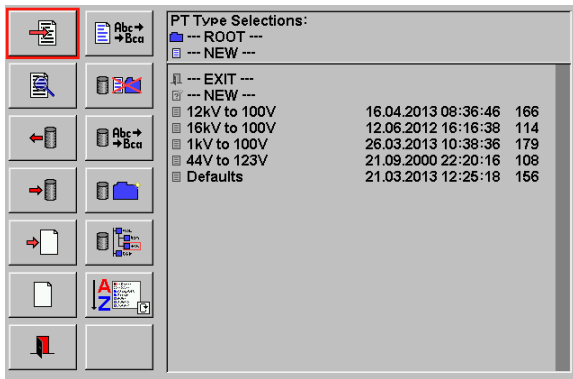 Abc→
→Bca
PT Type Selections:
--- ROOT ---
--- NEW ---
--- EXIT ---
--- NEW ---
12kV to 100V 16.04.2013 08:36:46 166
16kV to 100V 12.06.2012 16:16:38 114
1kV to 100V 26.03.2013 10:38:36 179
44V to 123V 21.09.2000 22:20:16 108
Defaults 21.03.2013 12:25:18 156
Abc→
→Bca
A
Z